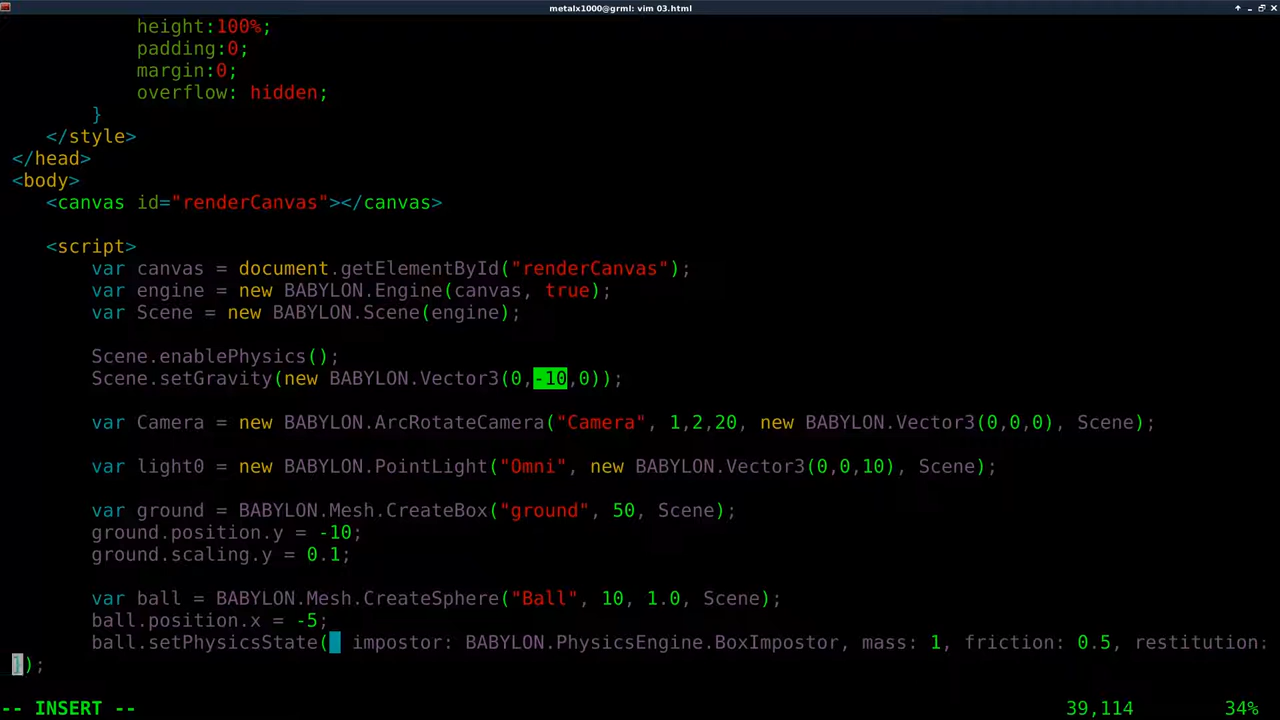 metalx1000@grml: vim 03.html
height:100%;
padding:0;
margin:0;
overflow: hidden;
}
</style>
</head>
<body>
<canvas id="renderCanvas"></canvas>
<script>
var canvas = document.getElementById("renderCanvas");
var engine = new BABYLON.Engine(canvas, true);
var Scene = new BABYLON.Scene(engine);
Scene.enablePhysics();
Scene.setGravity(new BABYLON.Vector3(0,-10,0));
var Camera = new BABYLON.ArcRotateCamera("Camera", 1,2,20, new BABYLON.Vector3(0,0,0), Scene);
var light0 = new BABYLON.PointLight("Omni", new BABYLON.Vector3(0,0,10), Scene);
var ground = BABYLON.Mesh.CreateBox("ground", 50, Scene);
ground.position.y = -10;
ground.scaling.y = 0.1;
var ball = BABYLON.Mesh.CreateSphere("Ball", 10, 1.0, Scene);
ball.position.x = -5;
ball.setPhysicsState( impostor: BABYLON.PhysicsEngine.BoxImpostor, mass: 1, friction: 0.5, restitution:
});
-- INSERT -- 39,114 34%